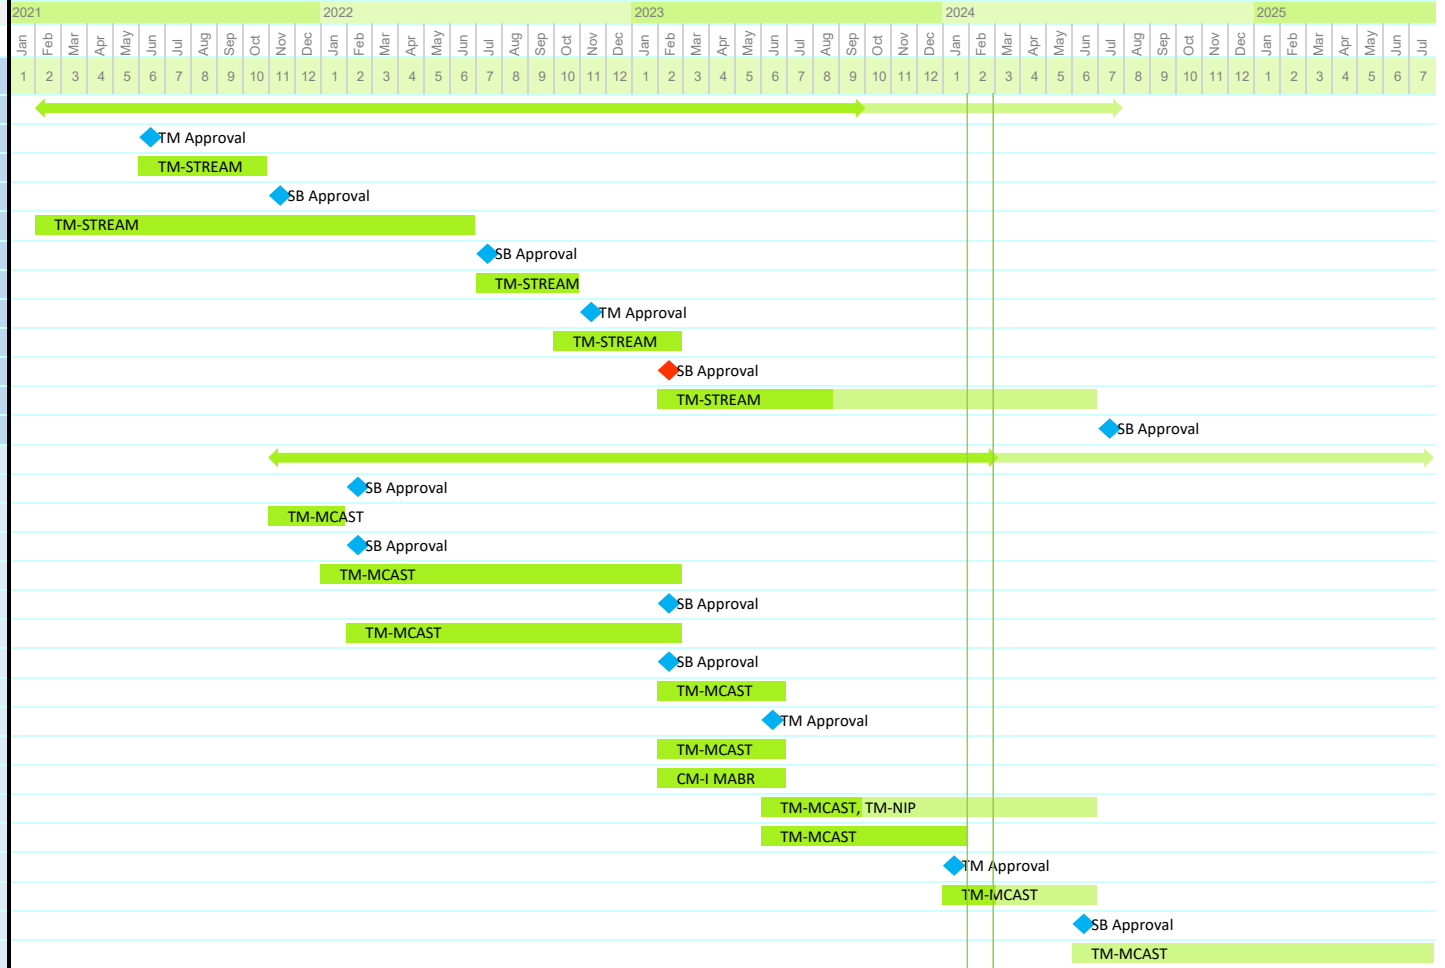 2021 2022 2023 2024 2025
Jan Feb Mar Apr May Jun Jul Aug Sep Oct Nov Dec Jan Feb Mar Apr May Jun Jul Aug Sep Oct Nov Dec Jan Feb Mar Apr May Jun Jul Aug Sep Oct Nov Dec Jan Feb Mar Apr May Jun Jul Aug Sep Oct Nov Dec Jan Feb Mar Apr May Jun Jul
1 2 3 4 5 6 7 8 9 10 11 12 1 2 3 4 5 6 7 8 9 10 11 12 1 2 3 4 5 6 7 8 9 10 11 12 1 2 3 4 5 6 7 8 9 10 11 12 1 2 3 4 5 6 7
TM Approval
TM-STREAM
SB Approval
TM-STREAM
SB Approval
TM-STREAM
TM Approval
TM-STREAM
SB Approval
TM-STREAM
SB Approval
SB Approval
TM-MCAST
SB Approval
TM-MCAST
SB Approval
TM-MCAST
SB Approval
TM-MCAST
TM Approval
TM-MCAST
CM-I MABR
TM-MCAST, TM-NIP
TM-MCAST
TM Approval
TM-MCAST
SB Approval
TM-MCAST